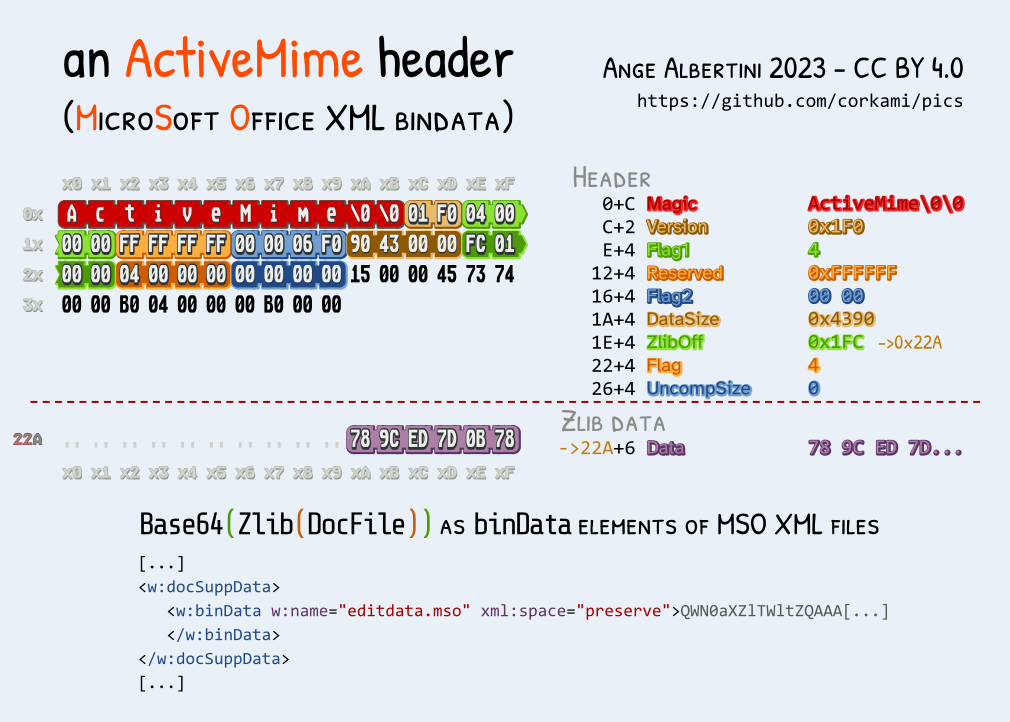 an ActiveMime header
(MicroSoft Office XML bindata)
Ange Albertini 2023 - CC BY 4.0
https://github.com/corkami/pics
x0 x1 x2 x3 x4 x5 x6 x7 x8 x9 xA xB xC xD xE xF
0x A c t i v e M i m e \0 \0 01 F0 04 00
1x 00 00 FF FF FF FF 00 00 06 F0 90 43 00 00 FC 01
2x 00 00 04 00 00 00 00 00 00 00 15 00 00 45 73 74
3x 00 00 B0 04 00 00 00 B0 00 00
Header
0+C Magic ActiveMime\0\0
C+2 Version 0x1F0
E+4 Flag1 4
12+4 Reserved 0xFFFFFF
16+4 Flag2 00 00
1A+4 DataSize 0x4390
1E+4 ZlibOff 0x1FC ->0x22A
22+4 Flag 4
26+4 UncompSize 0
22A .. .. .. .. .. .. .. .. .. .. 78 9C ED 7D 0B 78
x0 x1 x2 x3 x4 x5 x6 x7 x8 x9 xA xB xC xD xE xF
Zlib data
->22A+6 Data 78 9C ED 7D...
Base64(Zlib(DocFile)) as binData elements of MSO XML files
[...]
<w:docSuppData>
<w:binData w:name="editdata.mso" xml:space="preserve">QWN0aXZlTWltZQAAA[...]
</w:binData>
</w:docSuppData>
[...]